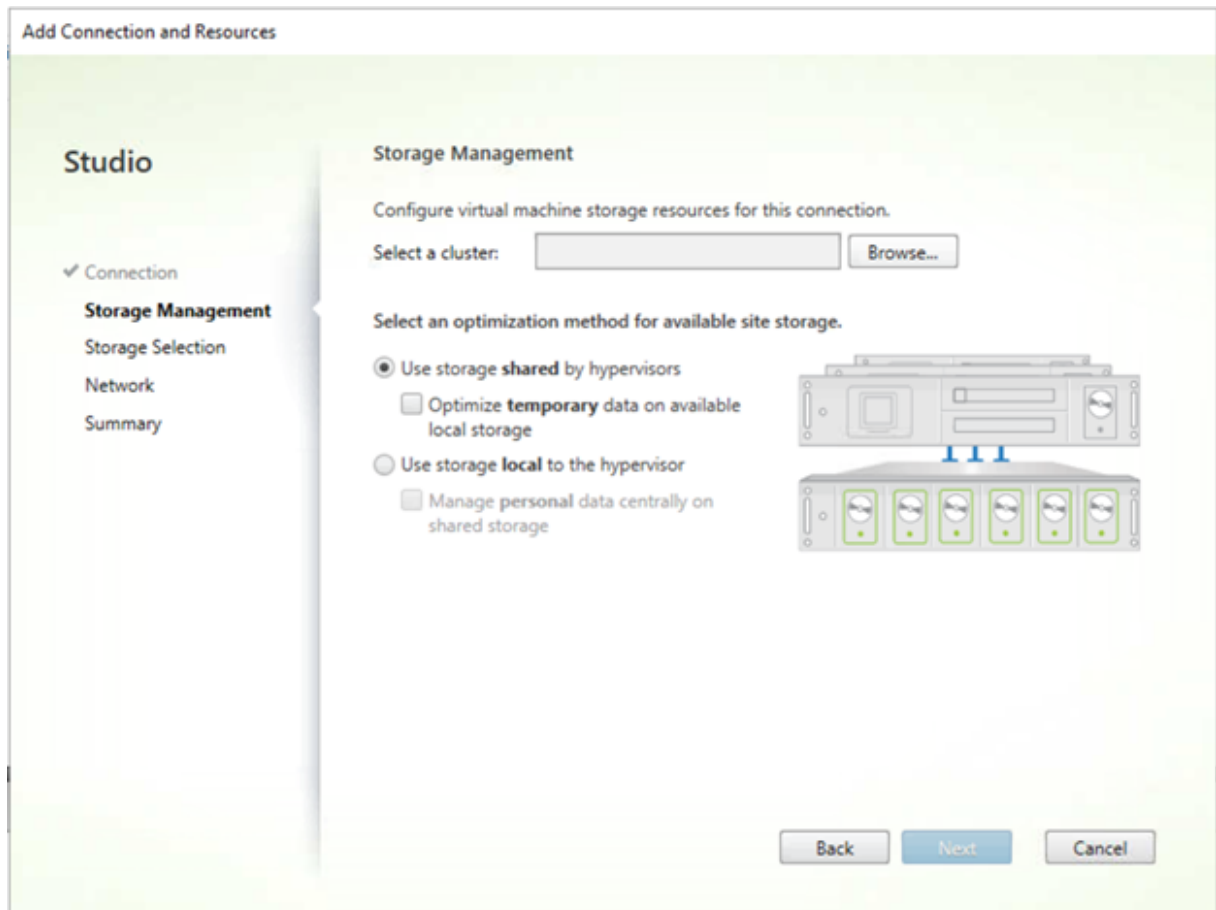 Add Connection and Resources
Studio
Connection
Storage Management
Storage Selection
Network
Summary
Storage Management
Configure virtual machine storage resources for this connection.
Select a cluster:
Browse...
Select an optimization method for available site storage.
Use storage shared by hypervisors
Optimize temporary data on available
local storage
Use storage local to the hypervisor
Manage personal data centrally on
shared storage
Back
Next
Cancel